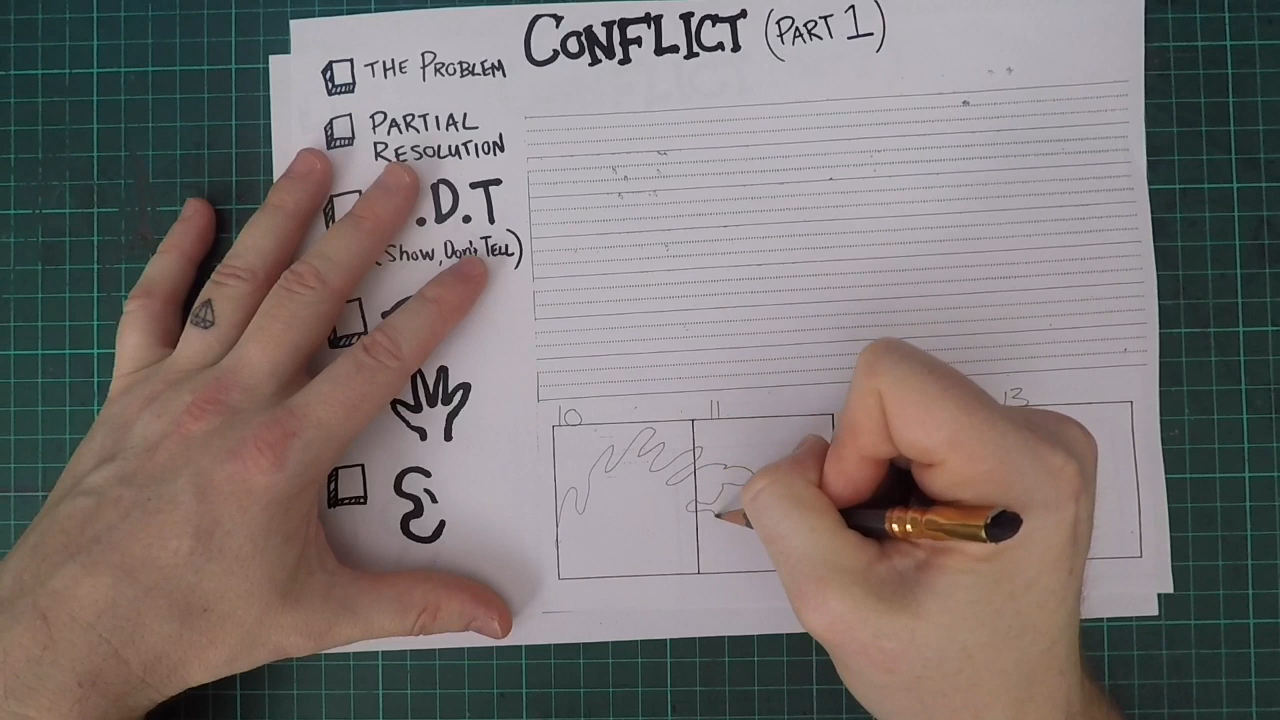 CONFLICT (PART 1)
THE PROBLEM
PARTIAL
RESOLUTION
.D.T
(Show, Don't TELL)
10
11
13